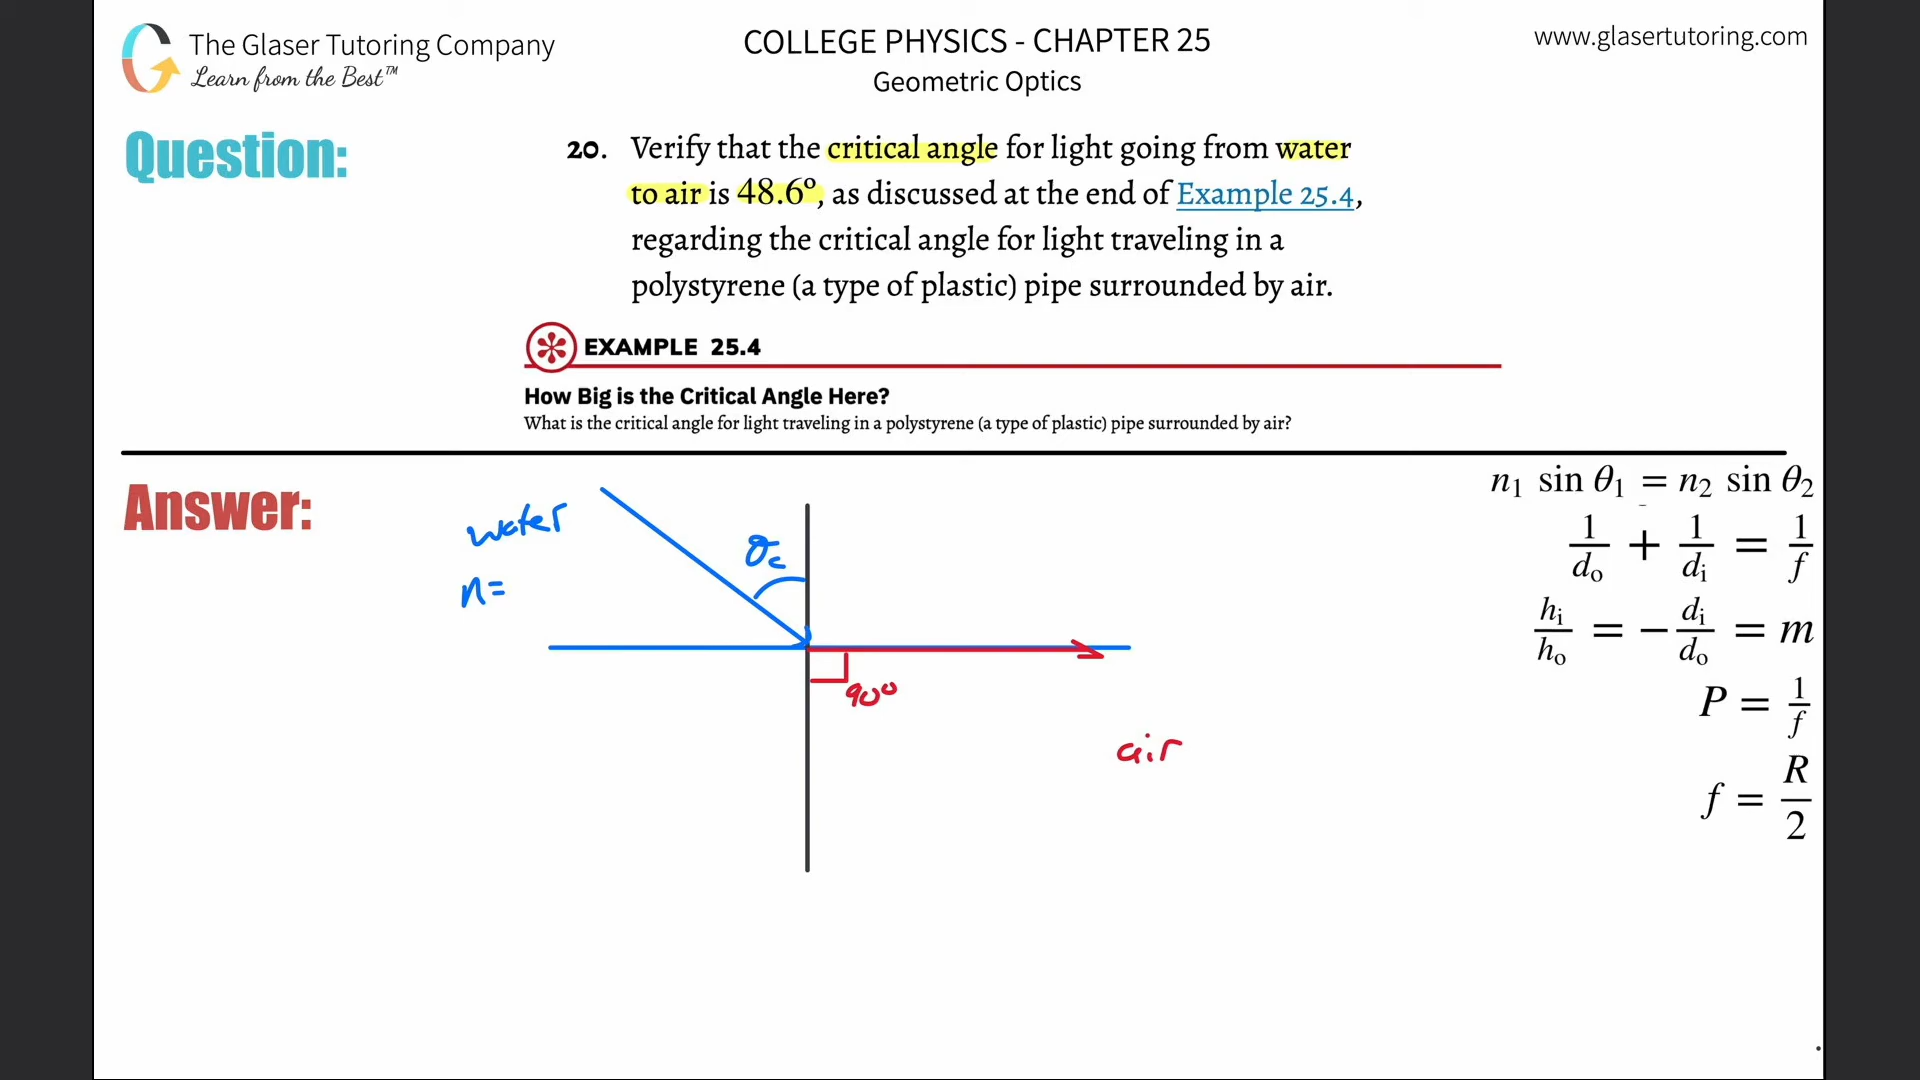 The Glaser Tutoring Company
Learn from the Best™
COLLEGE PHYSICS - CHAPTER 25
Geometric Optics
www.glasertutoring.com
Question:
20. Verify that the critical angle for light going from water
to air is 48.6º, as discussed at the end of Example 25.4,
regarding the critical angle for light traveling in a
polystyrene (a type of plastic) pipe surrounded by air.
EXAMPLE 25.4
How Big is the Critical Angle Here?
What is the critical angle for light traveling in a polystyrene (a type of plastic) pipe surrounded by air?
Answer:
water
n=
θc
90°
air
n₁ sin θ₁ = n₂ sin θ₂
1/dₒ + 1/dᵢ = 1/f
hᵢ/hₒ = −dᵢ/dₒ = m
P = 1/f
f = R/2